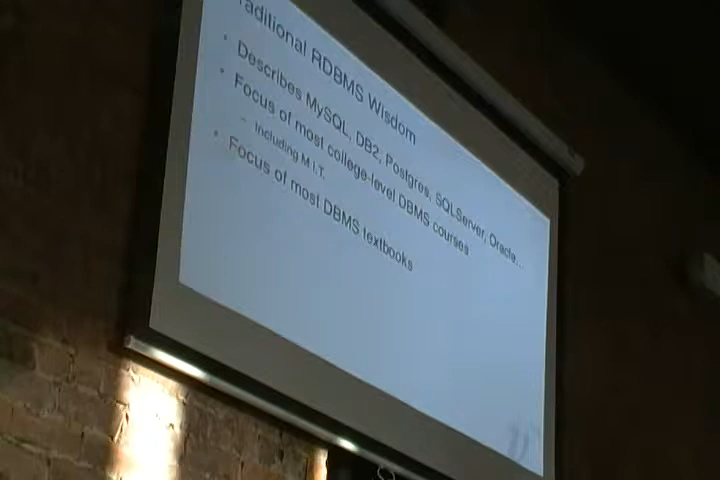 Traditional RDBMS Wisdom
• Describes MySQL, DB2, Postgres, SQLServer, Oracle...
• Focus of most college-level DBMS courses
– Including M.I.T.
• Focus of most DBMS textbooks